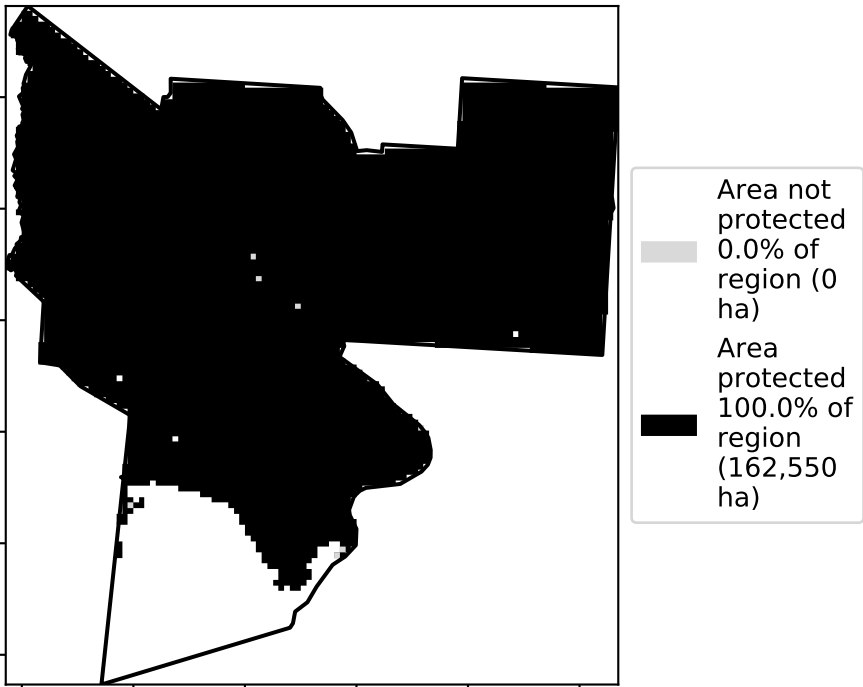 Area not
protected
0.0% of
region (0
ha)
Area
protected
100.0% of
region
(162,550
ha)